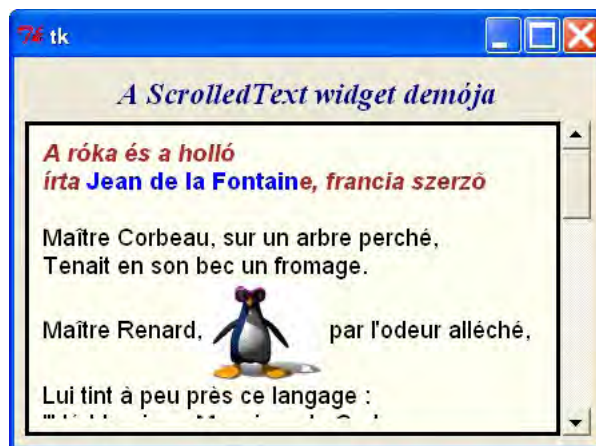 tk
A ScrolledText widget demója
A róka és a holló
írta Jean de la Fontaine, francia szerzõ
Maître Corbeau, sur un arbre perché,
Tenait en son bec un fromage.
Maître Renard, par l'odeur alléché,
Lui tint à peu près ce langage :